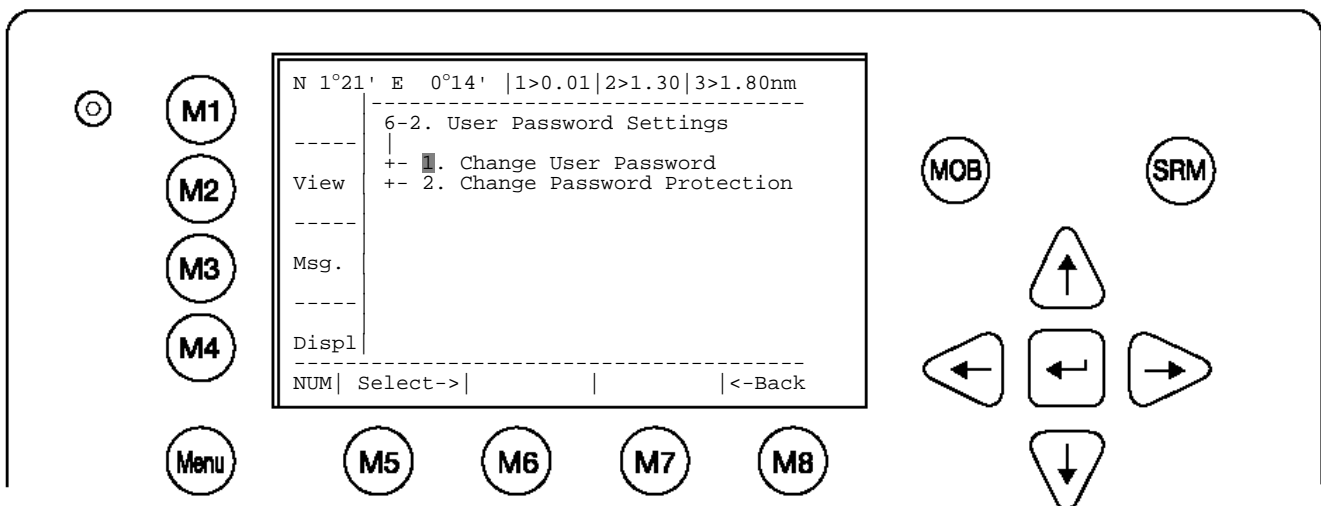 N 1°21' E 0°14' |1>0.01|2>1.30|3>1.80nm
6-2. User Password Settings
+- 1. Change User Password
+- 2. Change Password Protection
View
Msg.
Displ
NUM| Select->| | |<-Back
M1
M2
M3
M4
Menu
M5
M6
M7
M8
MOB
SRM